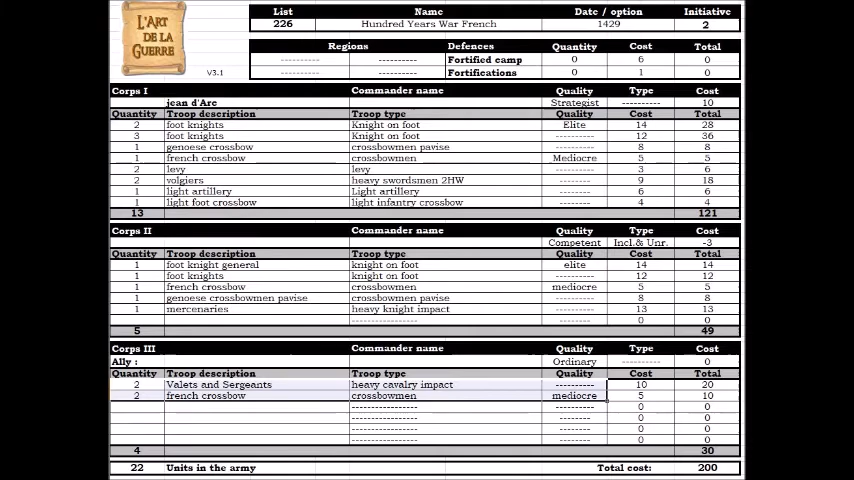 L'ART DE LA GUERRE
V3.1
List Name Date / option Initiative
226 Hundred Years War French 1429 2
Regions Defences Quantity Cost Total
---------- ---------- Fortified camp 0 6 0
---------- ---------- Fortifications 0 1 0
Corps I Commander name Quality Type Cost
jean d'Arc Strategist ---------- 10
Quantity Troop description Troop type Quality Cost Total
2 foot knights Knight on foot Elite 14 28
3 foot knights Knight on foot ---------- 12 36
1 genoese crossbow crossbowmen pavise -------- 8 8
1 french crossbow crossbowmen Mediocre 5 5
2 levy levy ---------- 3 6
2 volgiers heavy swordsmen 2HW -------- 9 18
1 light artillery Light artillery -------- 6 6
1 light foot crossbow light infantry crossbow -------- 4 4
13 121
Corps II Commander name Quality Type Cost
Competent Incl.& Unr. -3
Quantity Troop description Troop type Quality Cost Total
1 foot knight general knight on foot elite 14 14
1 foot knights knight on foot ---------- 12 12
1 french crossbow crossbowmen mediocre 5 5
1 genoese crossbowmen pavise crossbowmen pavise -------- 8 8
1 mercenaries heavy knight impact ---------- 13 13
---------------- ---------- 0 0
5 49
Corps III Commander name Quality Type Cost
Ally : Ordinary ---------- 0
Quantity Troop description Troop type Quality Cost Total
2 Valets and Sergeants heavy cavalry impact ---------- 10 20
2 french crossbow crossbowmen mediocre 5 10
---------------- ---------- 0 0
---------------- ---------- 0 0
---------------- ---------- 0 0
---------------- ---------- 0 0
4 30
22 Units in the army Total cost: 200